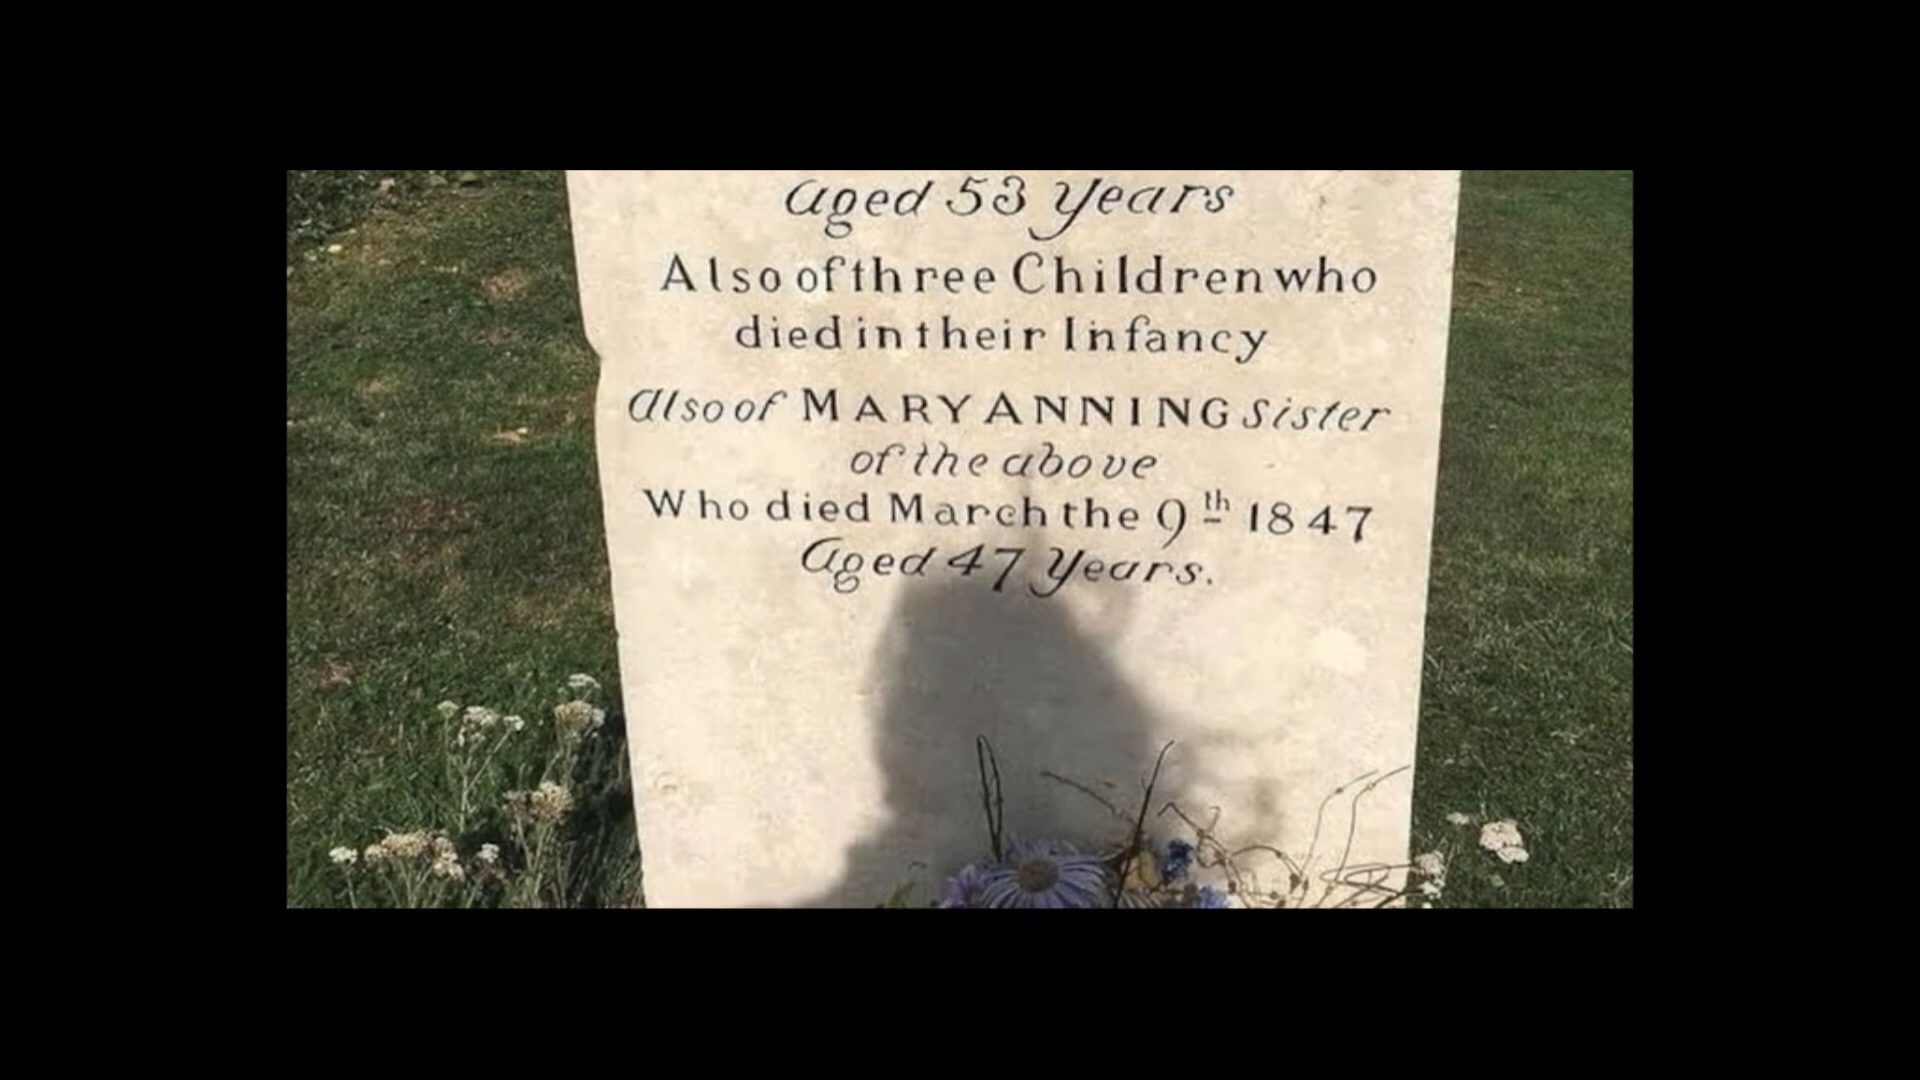 Aged 53 Years
Also of three Children who
died in their Infancy
Also of MARY ANNING Sister
of the above
Who died March the 9th 1847
Aged 47 Years.